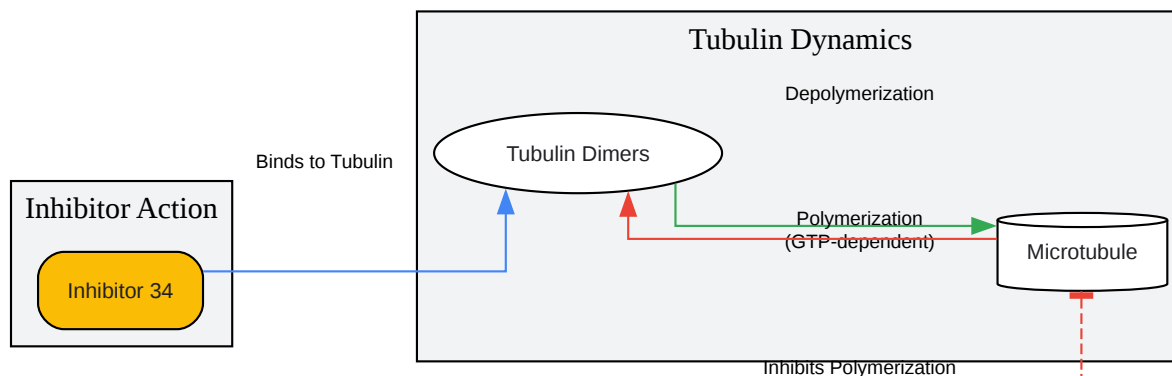 Tubulin Dynamics
Depolymerization
Tubulin Dimers
Binds to Tubulin
Inhibitor Action
Polymerization
(GTP-dependent)
Microtubule
Inhibitor 34
Inhibits Polymerization